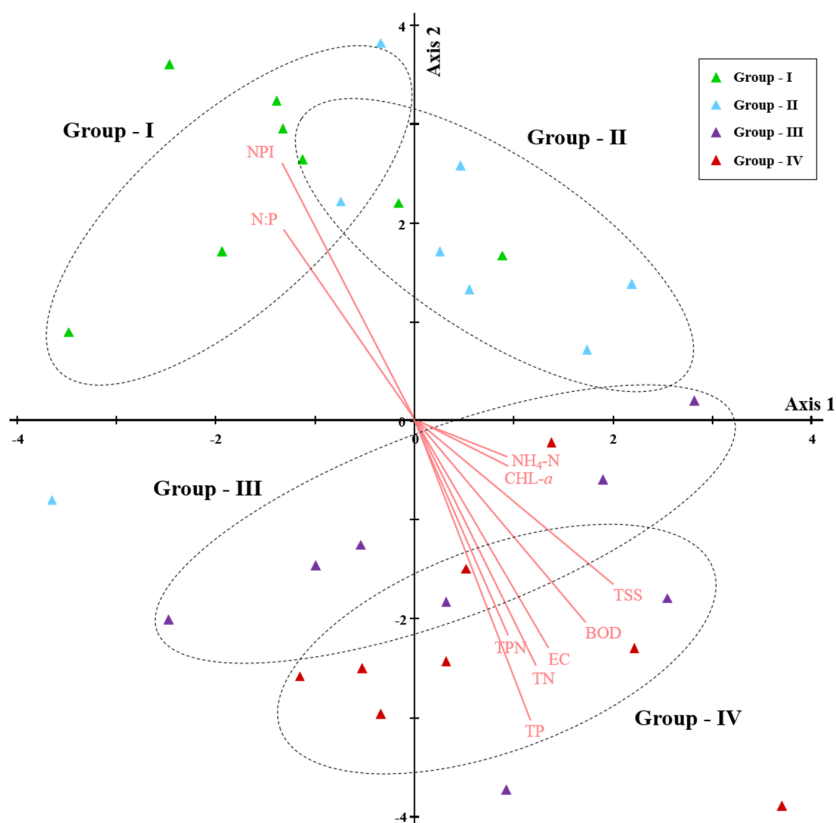 4
Axis 2
Group - I
Group - II
Group - III
Group - IV
Group - I
Group - II
NPI
N:P
2
Axis 1
-4
-2
0
0
2
4
NH₄-N
CHL-a
Group - III
TSS
-2
BOD
TPN
EC
TN
Group - IV
TP
-4